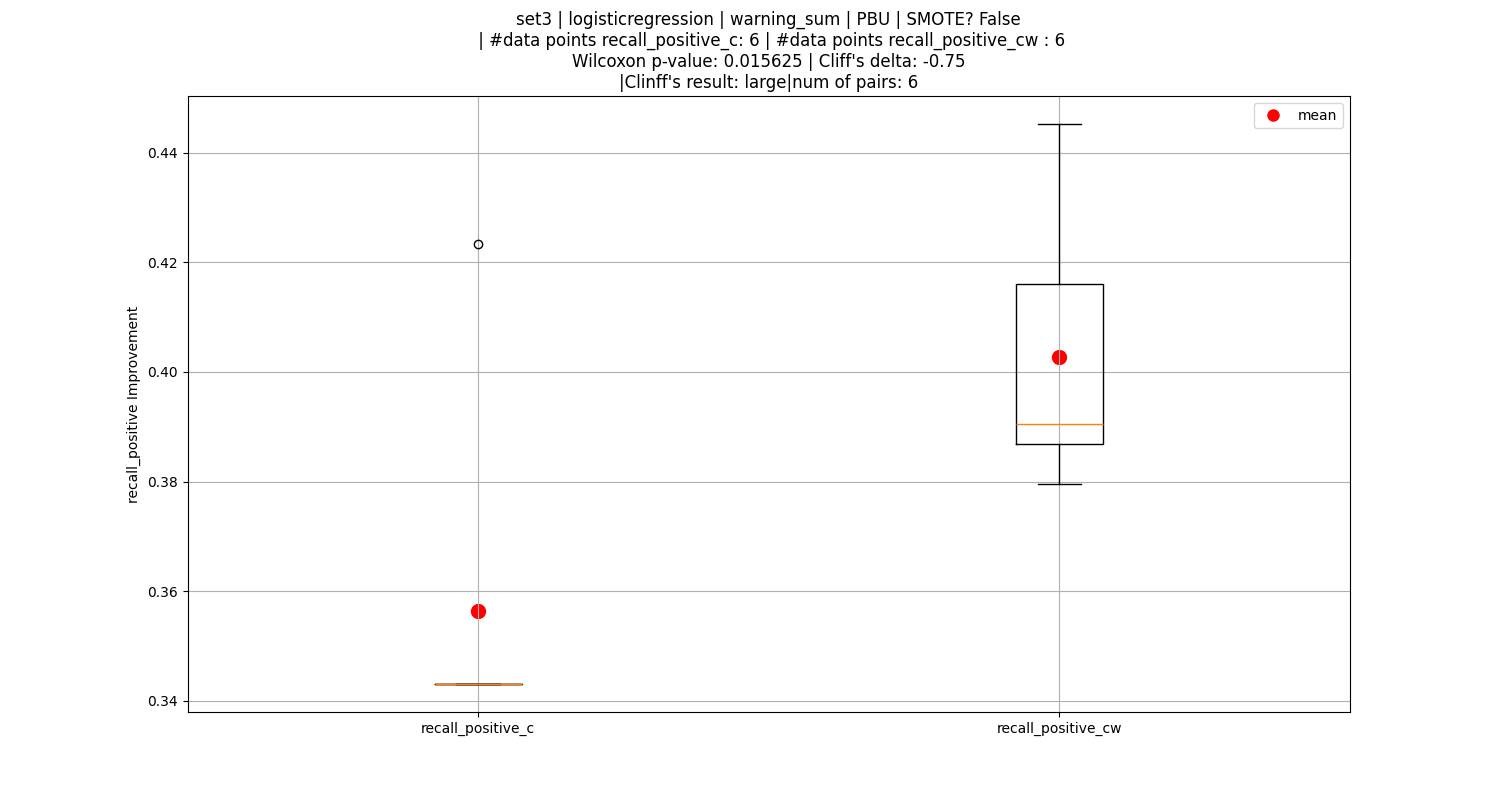 set3 | logisticregression | warning_sum | PBU | SMOTE? False
| #data points recall_positive_c: 6 | #data points recall_positive_cw : 6
Wilcoxon p-value: 0.015625 | Cliff's delta: -0.75
|Clinff's result: large|num of pairs: 6
mean
0.44
0.42
0.40
0.38
0.36
0.34
recall_positive Improvement
recall_positive_c
recall_positive_cw